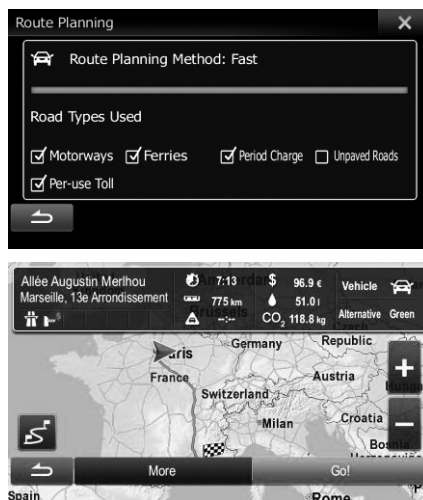 Route Planning
Route Planning Method: Fast
Road Types Used
Motorways Ferries Period Charge Unpaved Roads
Per-use Toll
Allée Augustin Merlhou
Marseille, 13e Arrondissement
7:13
775 km
--:--
$ 96.9 €
51.0 l
CO2 118.8 kg
Vehicle
Alternative Green
Germany
Republic
France
Switzerland
Austria
Milan
Croatia
More
Go!
Spain
Rome